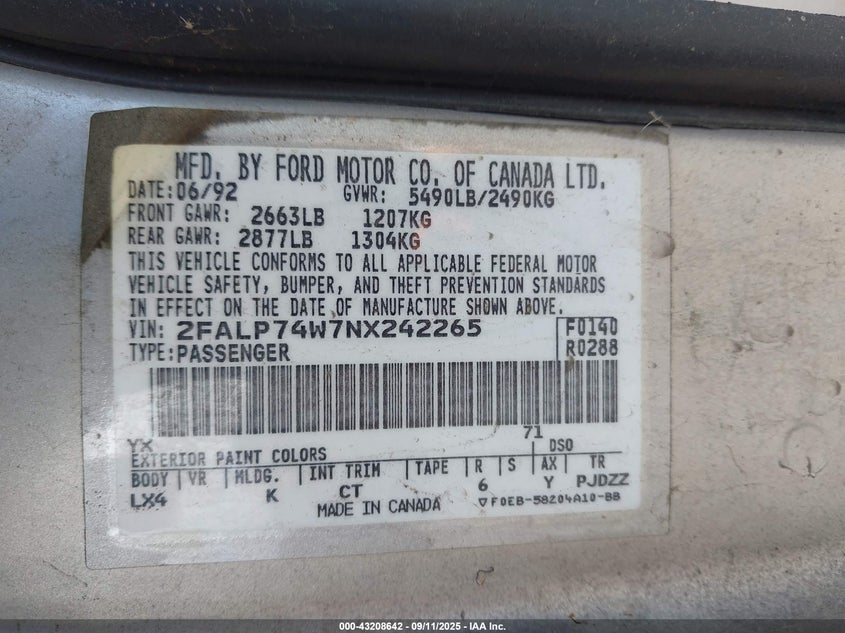 MFD. BY FORD MOTOR CO. OF CANADA LTD.
DATE: 06/92 GVWR: 5490LB/2490KG
FRONT GAWR: 2663LB 1207KG
REAR GAWR: 2877LB 1304KG
THIS VEHICLE CONFORMS TO ALL APPLICABLE FEDERAL MOTOR
VEHICLE SAFETY, BUMPER, AND THEFT PREVENTION STANDARDS
IN EFFECT ON THE DATE OF MANUFACTURE SHOWN ABOVE.
VIN: 2FALP74W7NX242265 F0140
TYPE: PASSENGER R0288
YX 71
EXTERIOR PAINT COLORS DSO
BODY VR MLDG. INT TRIM TAPE R S AX TR
LX4 K CT 6 Y PJDZZ
MADE IN CANADA ▽F0EB-58204A10-BB
000-43208642 - 09/11/2025 - IAA Inc.